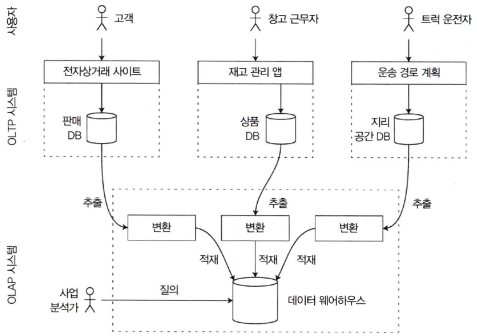 사용자
고객
창고 근무자
트럭 운전자
OLTP 시스템
전자상거래 사이트
재고 관리 앱
운송 경로 계획
판매
DB
상품
DB
지리
공간 DB
추출
추출
추출
OLAP 시스템
변환
변환
변환
적재
적재
적재
사업
분석가
질의
데이터 웨어하우스